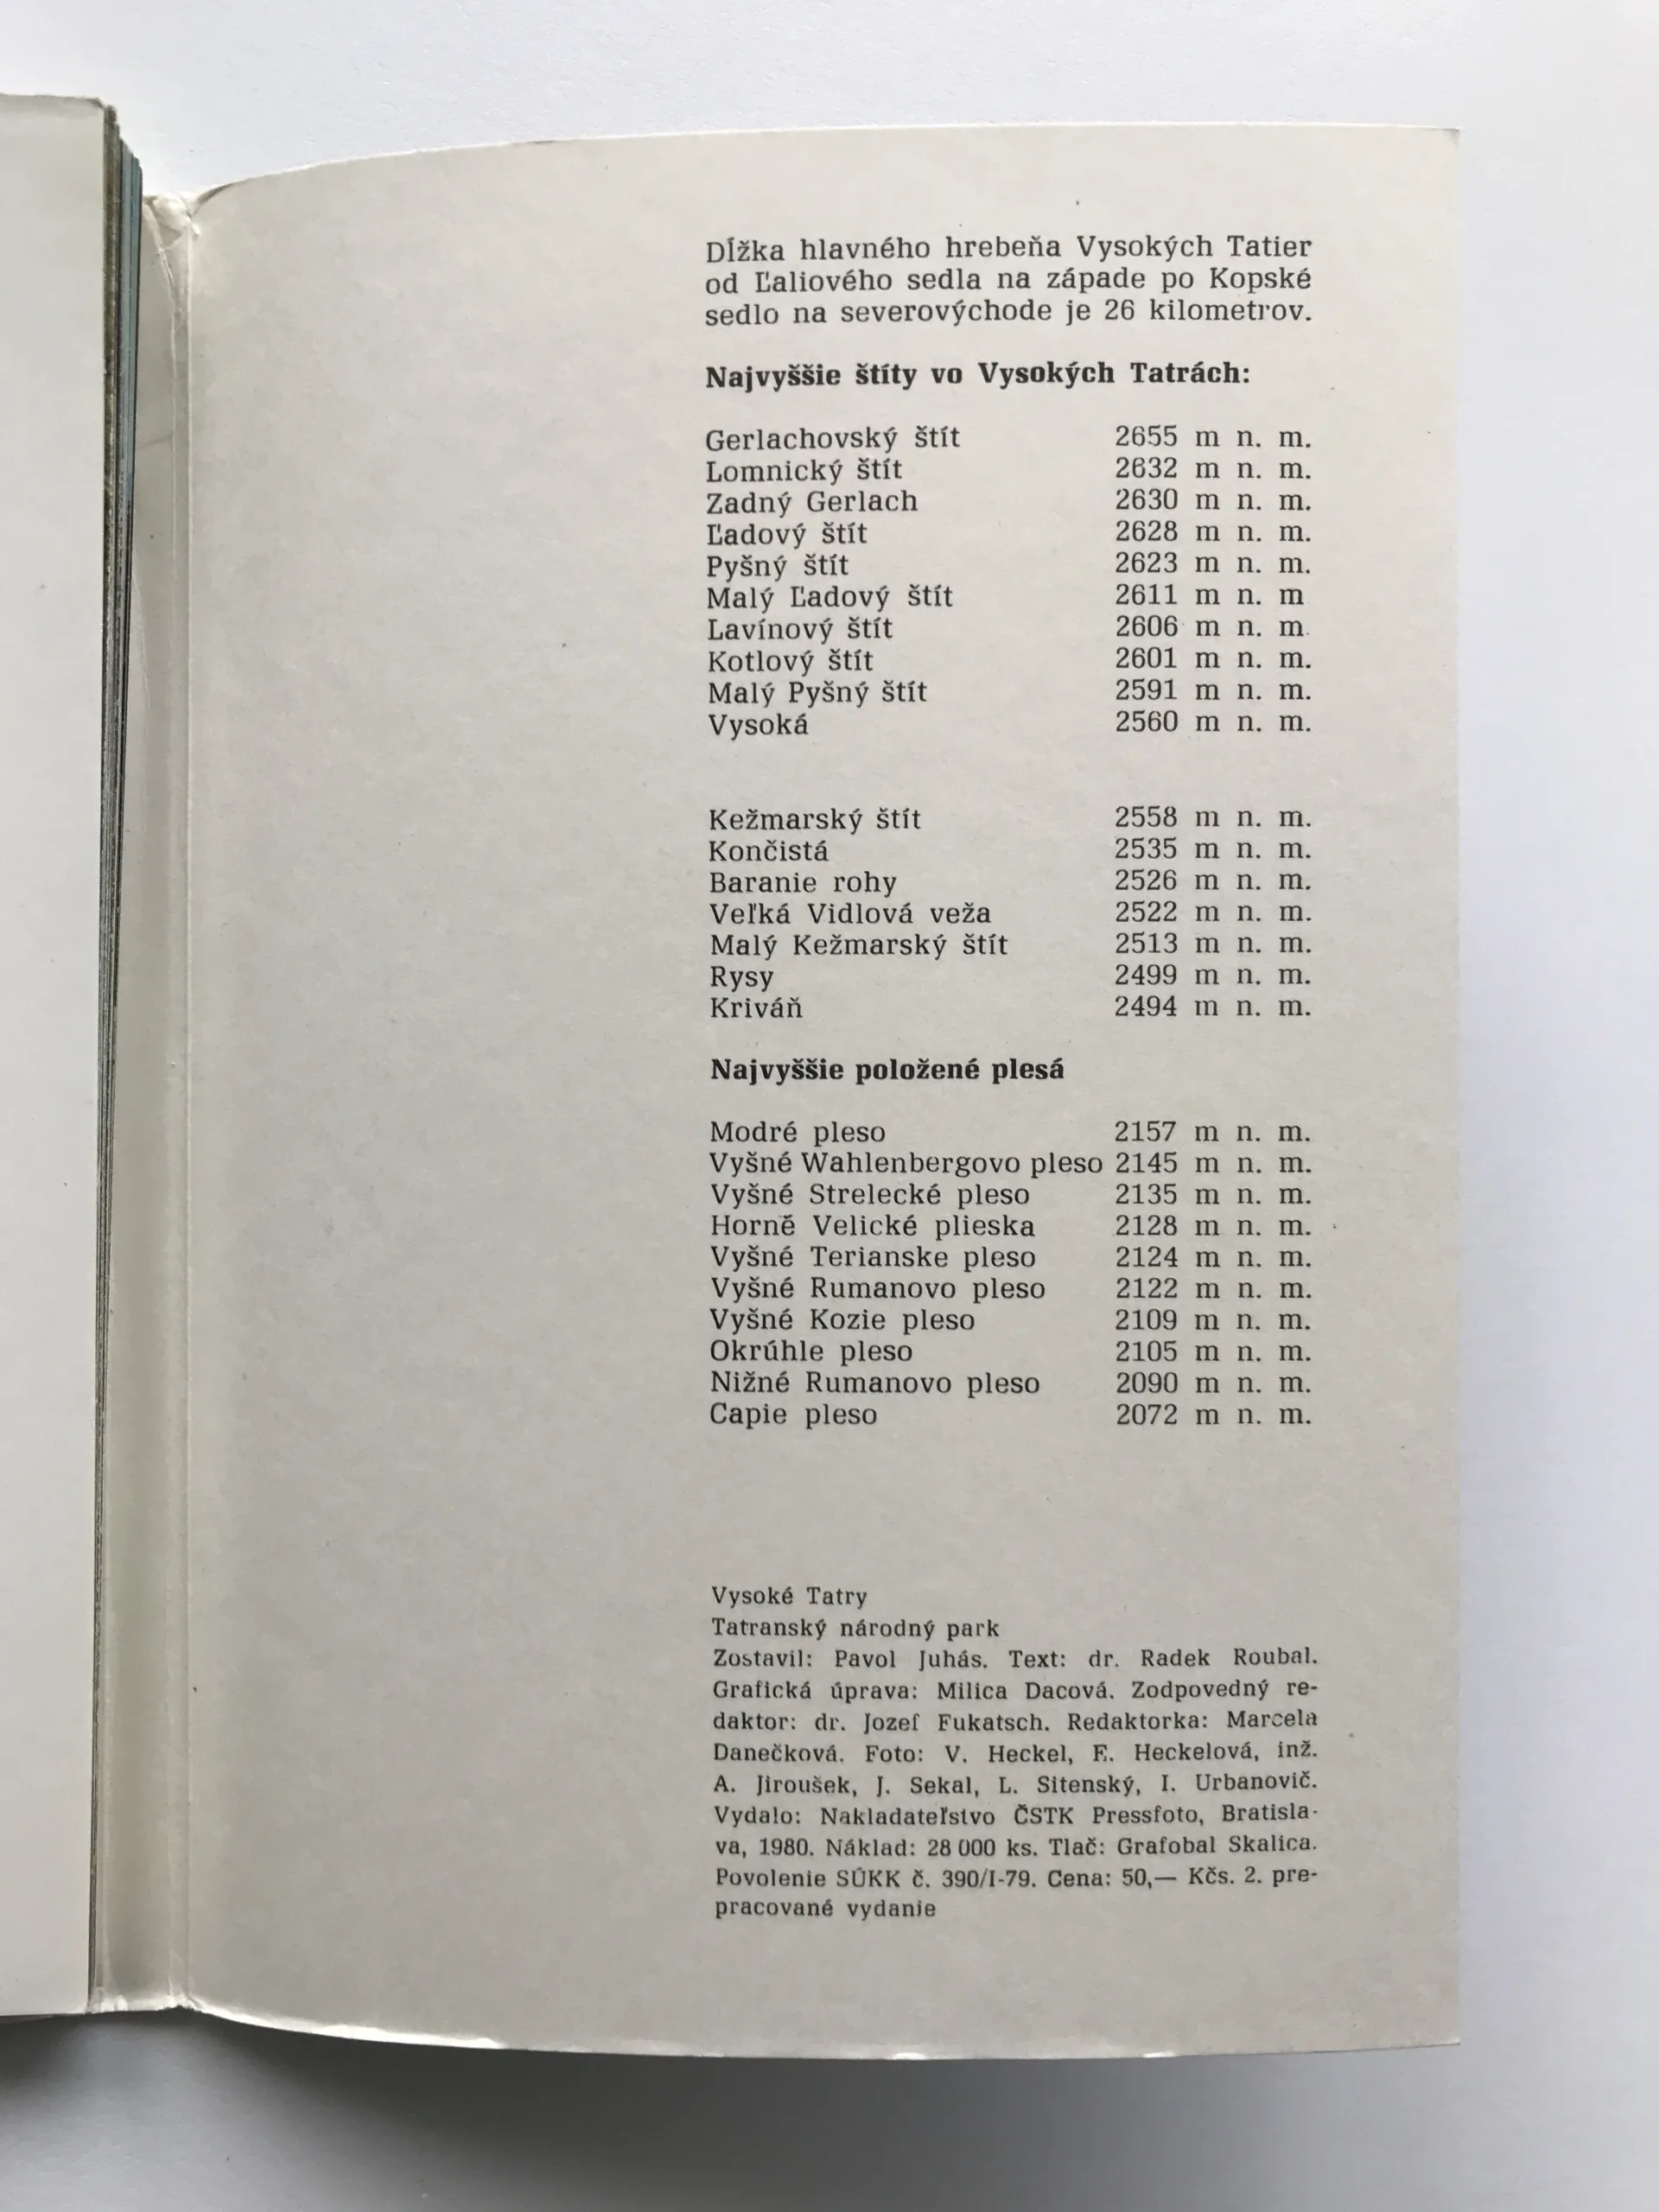 Dĺžka hlavného hrebeňa Vysokých Tatier
od Ľaliového sedla na západe po Kopské
sedlo na severovýchode je 26 kilometrov.
Najvyššie štíty vo Vysokých Tatrách:
Gerlachovský štít 2655 m n. m.
Lomnický štít 2632 m n. m.
Zadný Gerlach 2630 m n. m.
Ľadový štít 2628 m n. m.
Pyšný štít 2623 m n. m.
Malý Ľadový štít 2611 m n. m
Lavínový štít 2606 m n. m.
Kotlový štít 2601 m n. m.
Malý Pyšný štít 2591 m n. m.
Vysoká 2560 m n. m.
Kežmarský štít 2558 m n. m.
Končistá 2535 m n. m.
Baranie rohy 2526 m n. m.
Veľká Vidlová veža 2522 m n. m.
Malý Kežmarský štít 2513 m n. m.
Rysy 2499 m n. m.
Kriváň 2494 m n. m.
Najvyššie položené plesá
Modré pleso 2157 m n. m.
Vyšné Wahlenbergovo pleso 2145 m n. m.
Vyšné Strelecké pleso 2135 m n. m.
Horně Velické plieska 2128 m n. m.
Vyšné Terianske pleso 2124 m n. m.
Vyšné Rumanovo pleso 2122 m n. m.
Vyšné Kozie pleso 2109 m n. m.
Okrúhle pleso 2105 m n. m.
Nižné Rumanovo pleso 2090 m n. m.
Capie pleso 2072 m n. m.
Vysoké Tatry
Tatranský národný park
Zostavil: Pavol Juhás. Text: dr. Radek Roubal.
Grafická úprava: Milica Dacová. Zodpovedný re-
daktor: dr. Jozef Fukatsch. Redaktorka: Marcela
Danečková. Foto: V. Heckel, E. Heckelová, inž.
A. Jiroušek, J. Sekal, L. Sitenský, I. Urbanovič.
Vydalo: Nakladateľstvo ČSTK Pressfoto, Bratisla-
va, 1980. Náklad: 28 000 ks. Tlač: Grafobal Skalica.
Povolenie SÚKK č. 390/I-79. Cena: 50,— Kčs. 2. pre-
pracované vydanie